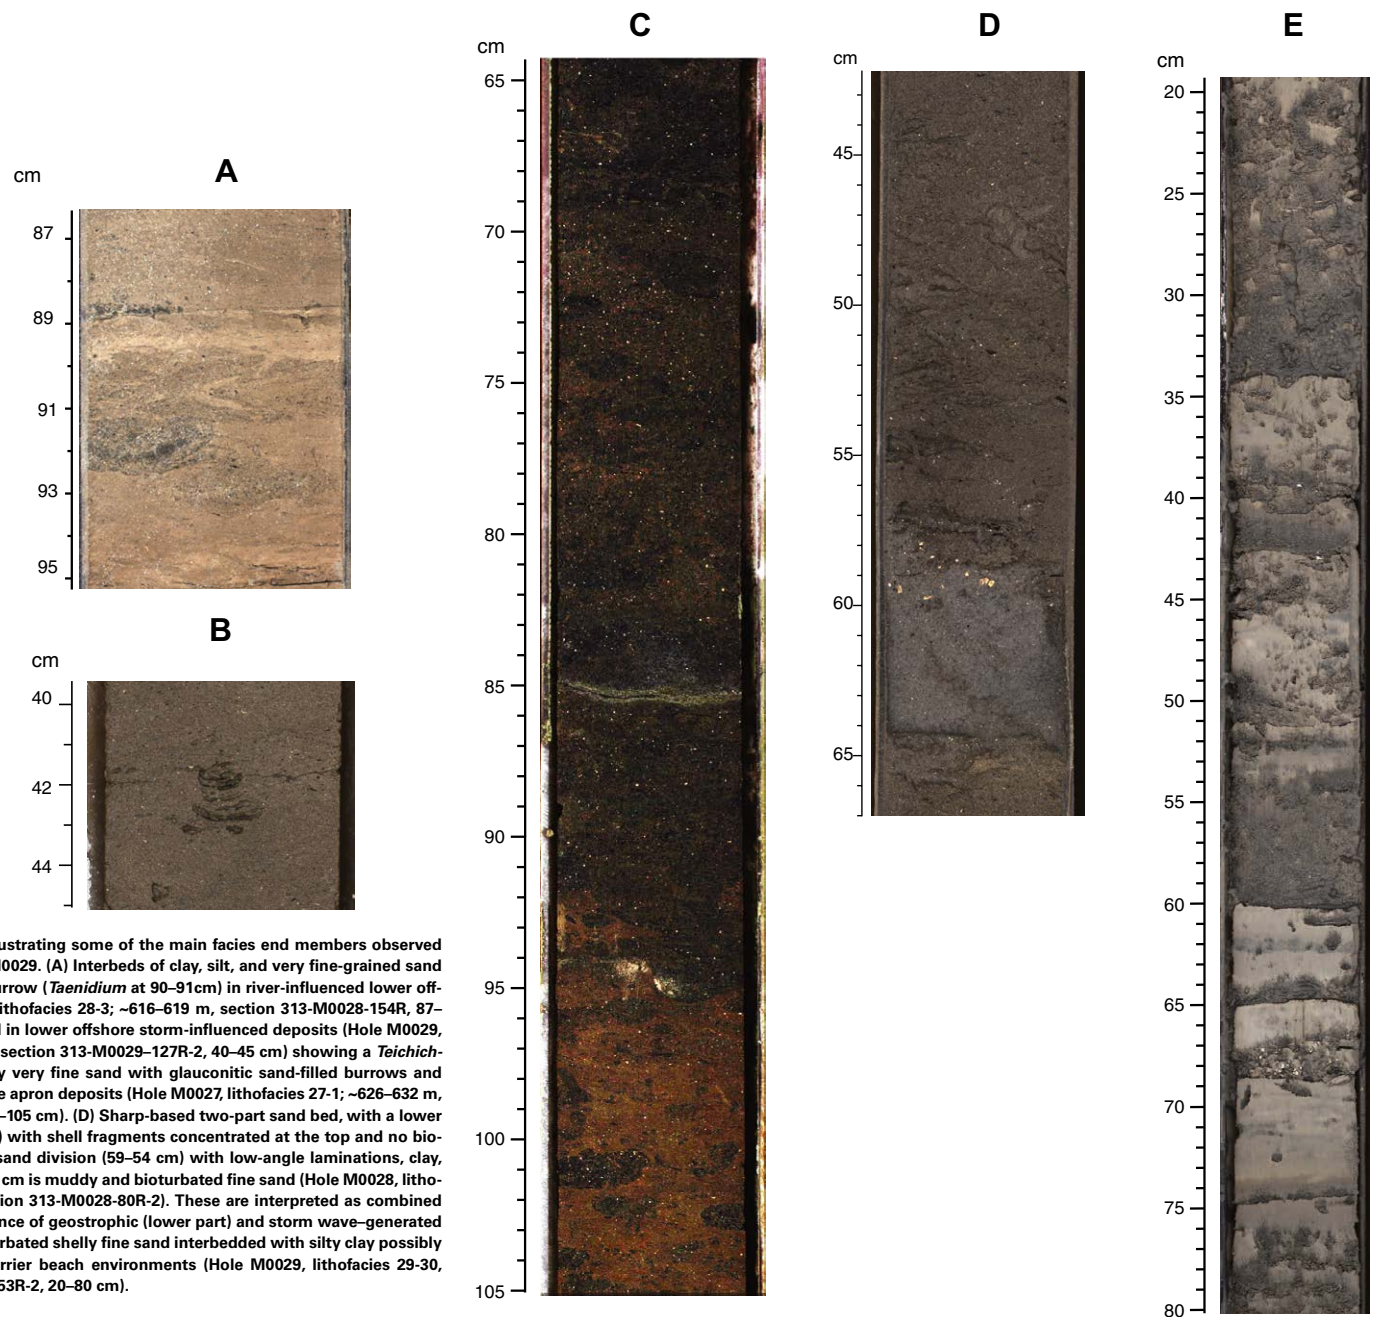 A
cm
87
89
91
93
95
B
cm
40
42
44
C
cm
65
70
75
80
85
90
95
100
105
D
cm
45
50
55
60
65
E
cm
20
25
30
35
40
45
50
55
60
65
70
75
80
ustrating some of the main facies end members observed
M0029. (A) Interbeds of clay, silt, and very fine-grained sand
urrow (Taenidium at 90–91cm) in river-influenced lower off-
ithofacies 28-3; ~616–619 m, section 313-M0028-154R, 87–
l in lower offshore storm-influenced deposits (Hole M0029,
section 313-M0029–127R-2, 40–45 cm) showing a Teichich-
y very fine sand with glauconitic sand-filled burrows and
e apron deposits (Hole M0027, lithofacies 27-1; ~626–632 m,
–105 cm). (D) Sharp-based two-part sand bed, with a lower
) with shell fragments concentrated at the top and no bio-
sand division (59–54 cm) with low-angle laminations, clay,
cm is muddy and bioturbated fine sand (Hole M0028, litho-
ion 313-M0028-80R-2). These are interpreted as combined
nce of geostrophic (lower part) and storm wave–generated
rbated shelly fine sand interbedded with silty clay possibly
rrier beach environments (Hole M0029, lithofacies 29-30,
53R-2, 20–80 cm).